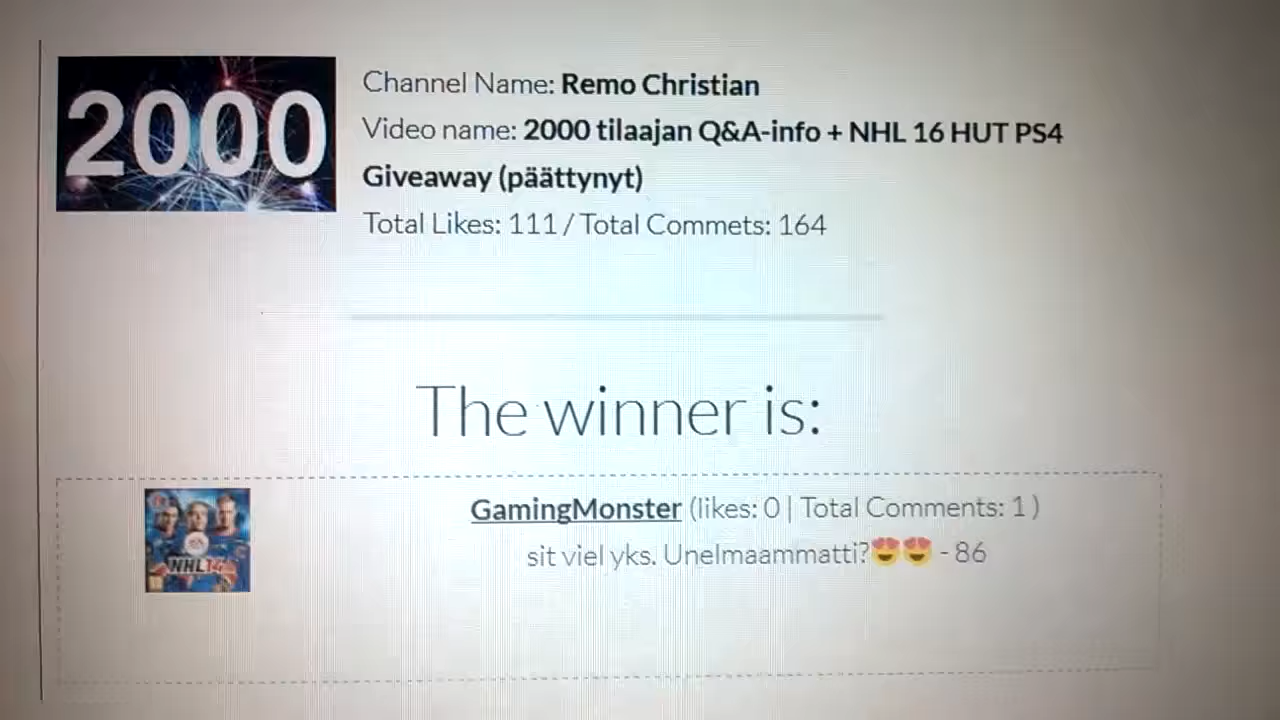 2000
Channel Name: Remo Christian
Video name: 2000 tilaajan Q&A-info + NHL 16 HUT PS4
Giveaway (päättynyt)
Total Likes: 111 / Total Commets: 164
The winner is:
GamingMonster (likes: 0 | Total Comments: 1 )
sit viel yks. Unelmaammatti?😍😍 - 86
NHL14